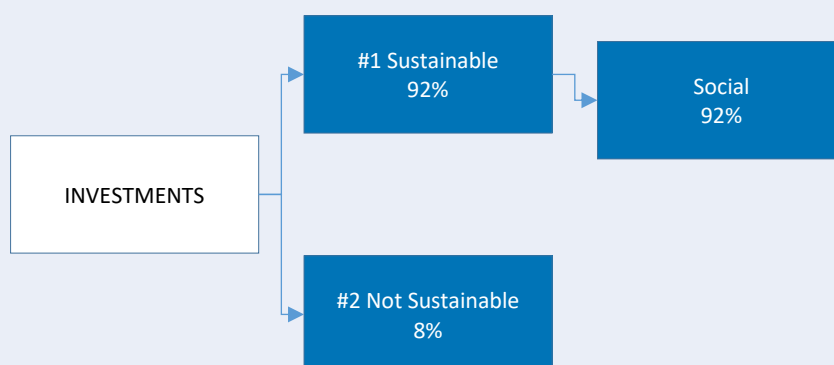 #1 Sustainable
92%
Social
92%
INVESTMENTS
#2 Not Sustainable
8%